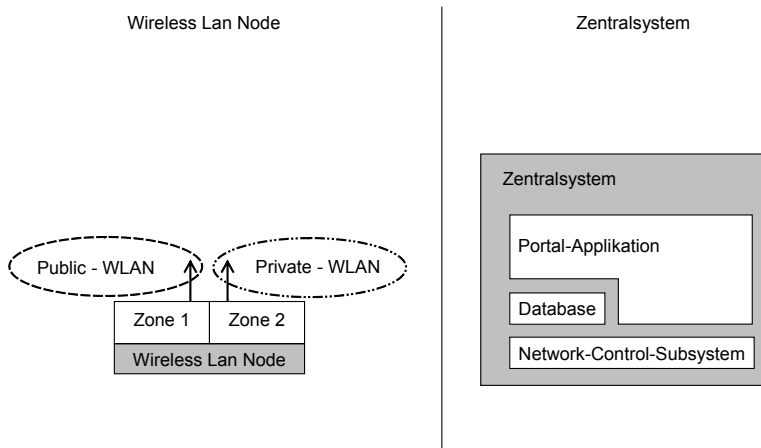 Wireless Lan Node
Zentralsystem
Zentralsystem
Portal-Applikation
Public - WLAN
Private - WLAN
Zone 1
Zone 2
Database
Wireless Lan Node
Network-Control-Subsystem